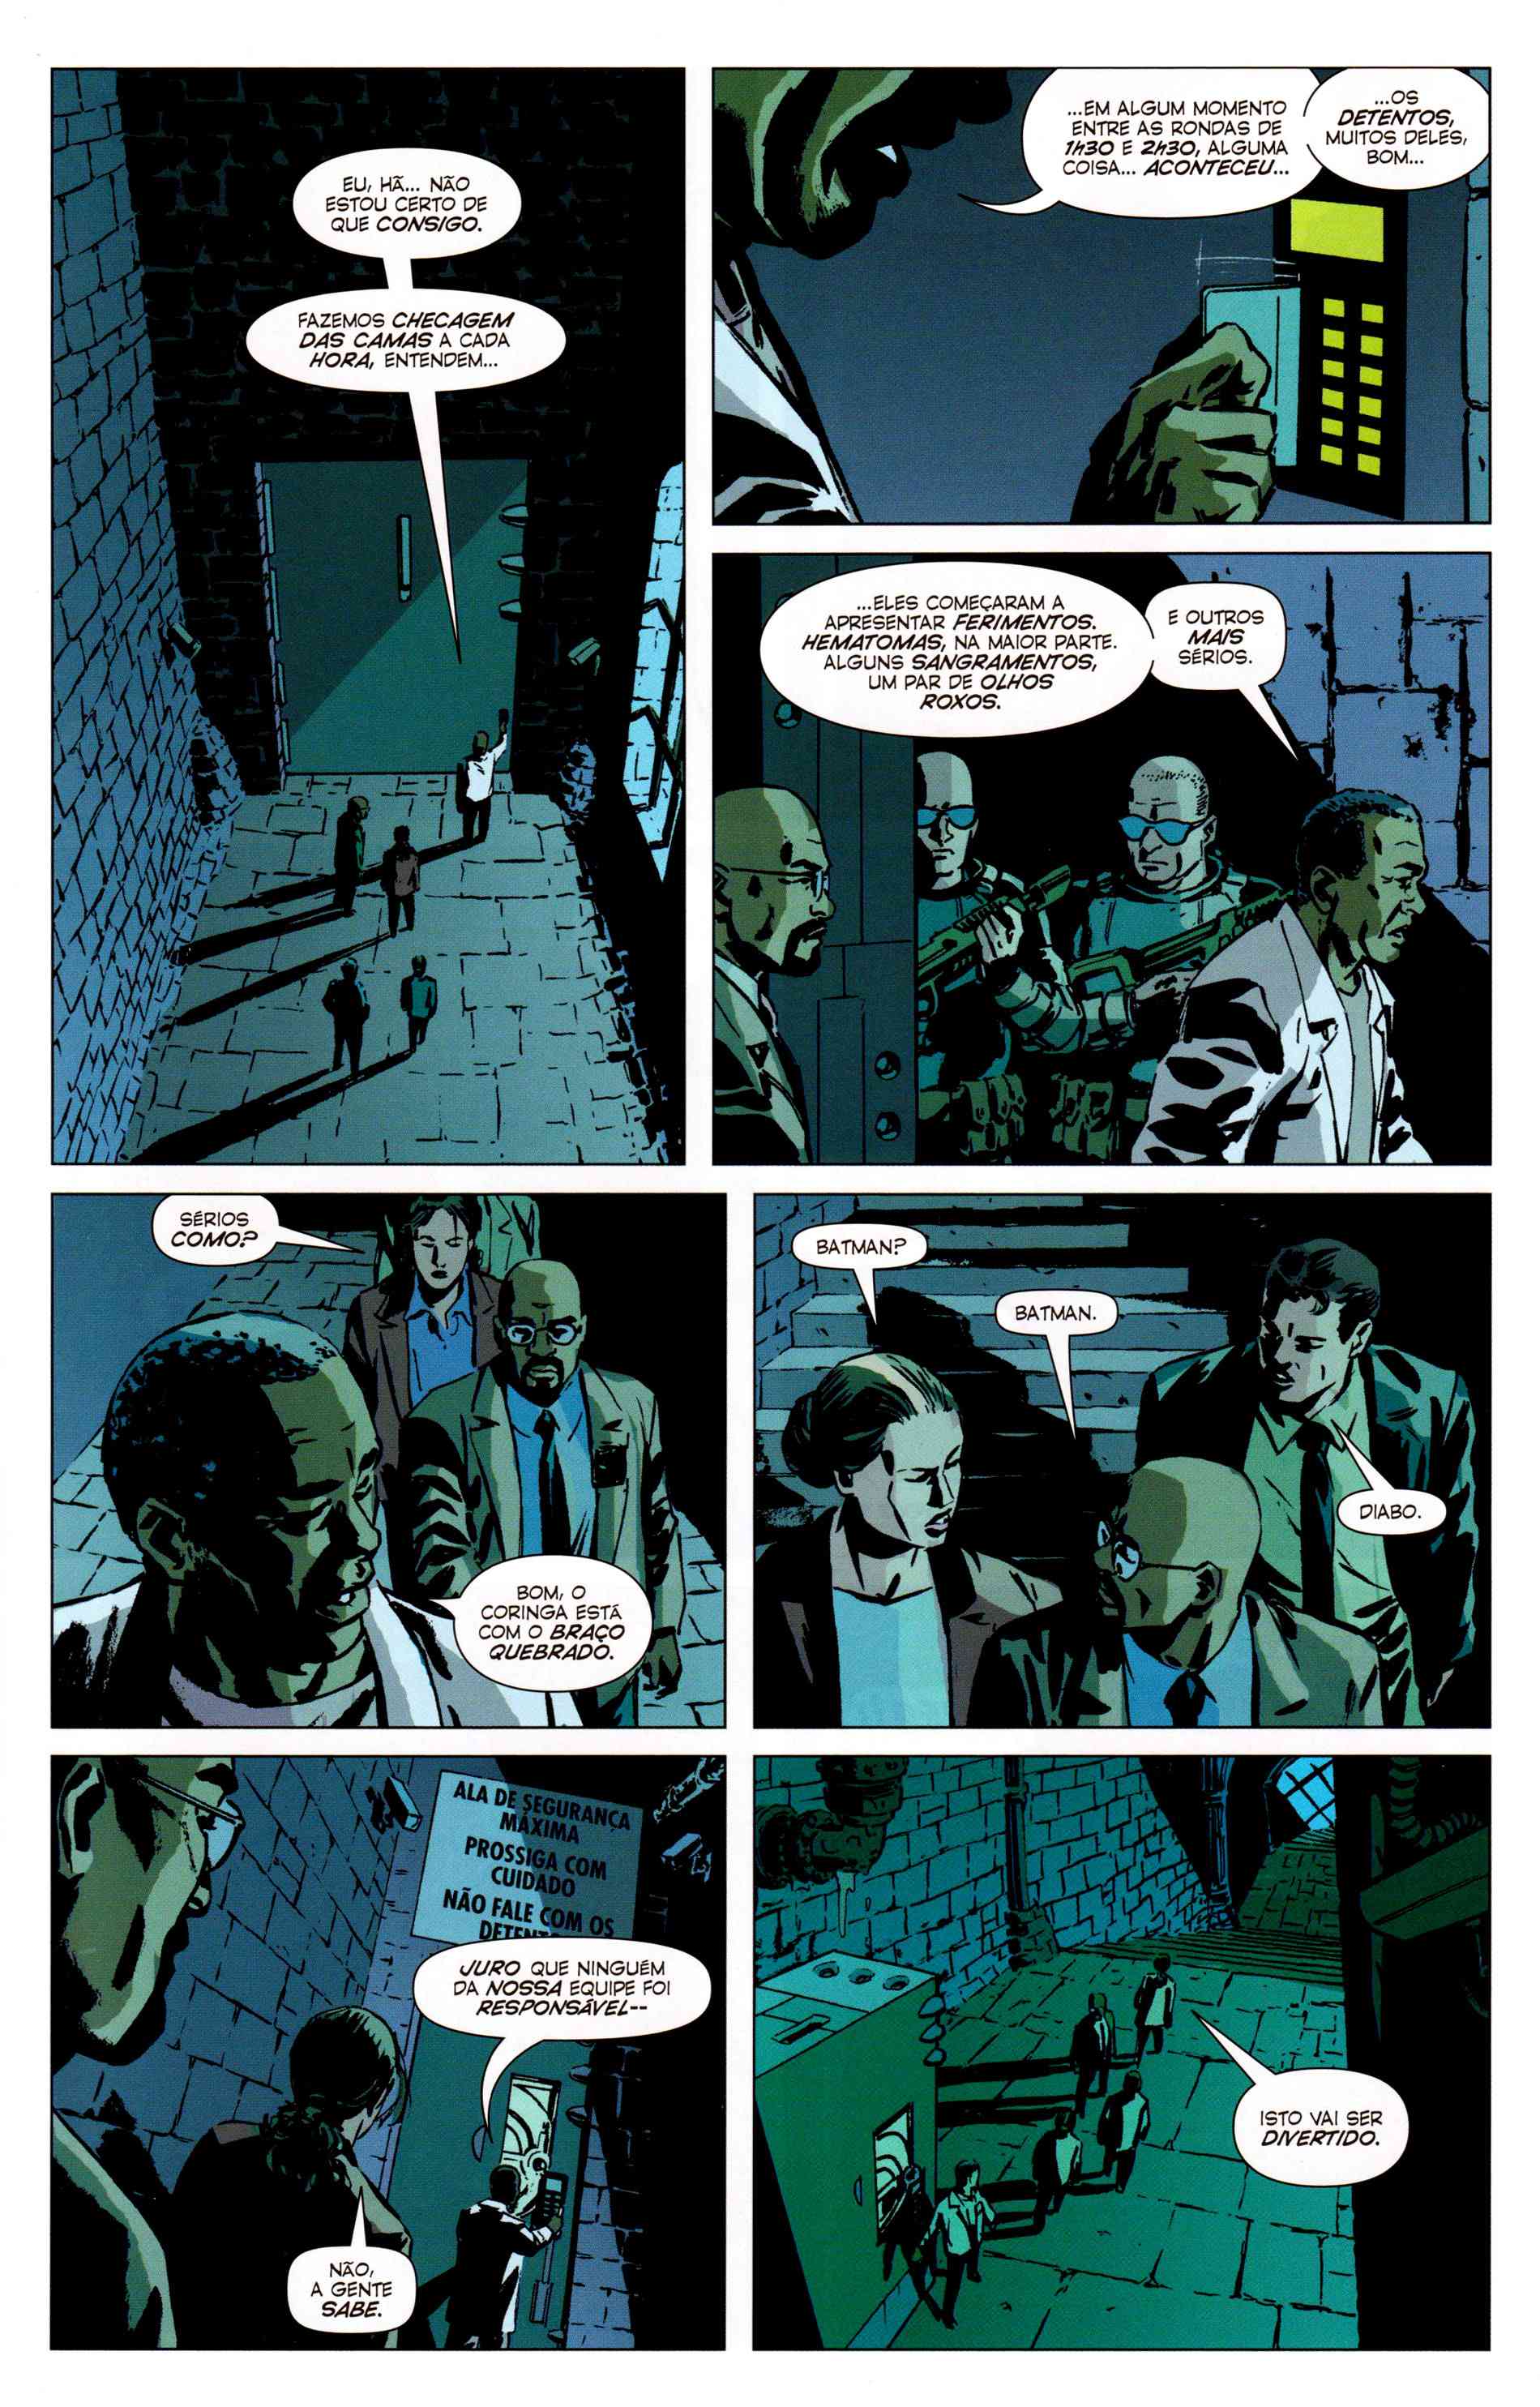 EU, HÃ... NÃO
ESTOU CERTO DE
QUE CONSIGO.
FAZEMOS CHECAGEM
DAS CAMAS A CADA
HORA, ENTENDEM...
...EM ALGUM MOMENTO
ENTRE AS RONDAS DE
1h30 E 2h30, ALGUMA
COISA... ACONTECEU...
...OS
DETENTOS,
MUITOS DELES,
BOM...
...ELES COMEÇARAM A
APRESENTAR FERIMENTOS.
HEMATOMAS, NA MAIOR PARTE.
ALGUNS SANGRAMENTOS,
UM PAR DE OLHOS
ROXOS.
E OUTROS
MAIS
SÉRIOS.
SÉRIOS
COMO?
BOM, O
CORINGA ESTÁ
COM O BRAÇO
QUEBRADO.
BATMAN?
BATMAN.
DIABO.
ALA DE SEGURANÇA
MÁXIMA
PROSSIGA COM
CUIDADO
NÃO FALE COM OS
JURO QUE NINGUÉM
DA NOSSA EQUIPE FOI
RESPONSÁVEL--
NÃO,
A GENTE
SABE.
ISTO VAI SER
DIVERTIDO.